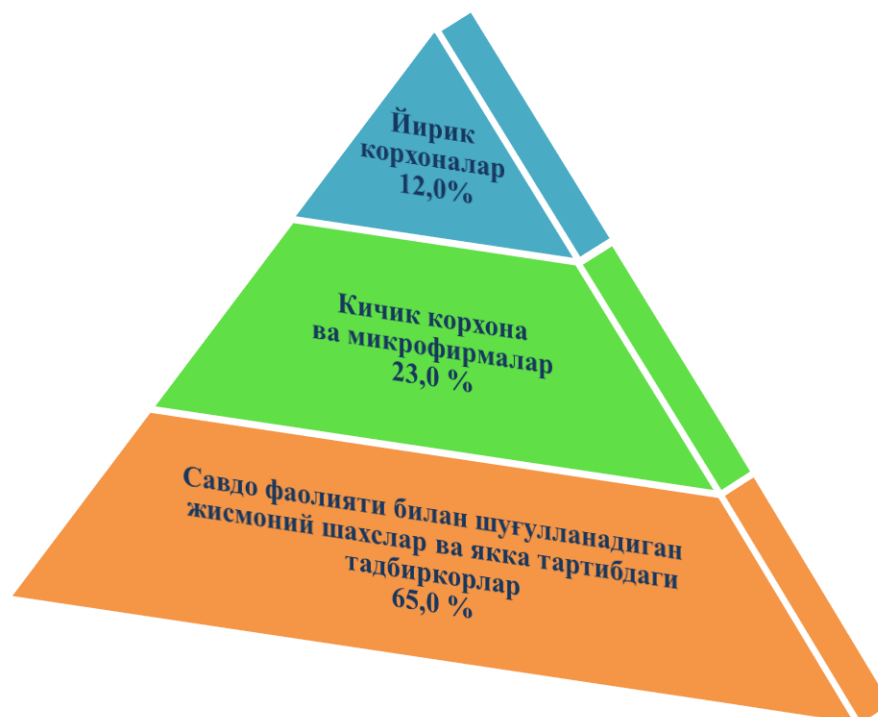 Йирик
корхоналар
12,0%
Кичик корхона
ва микрофирмалар
23,0 %
Савдо фаолияти билан шуғулланадиган
жисмоний шахслар ва якка тартибдаги
тадбиркорлар
65,0 %